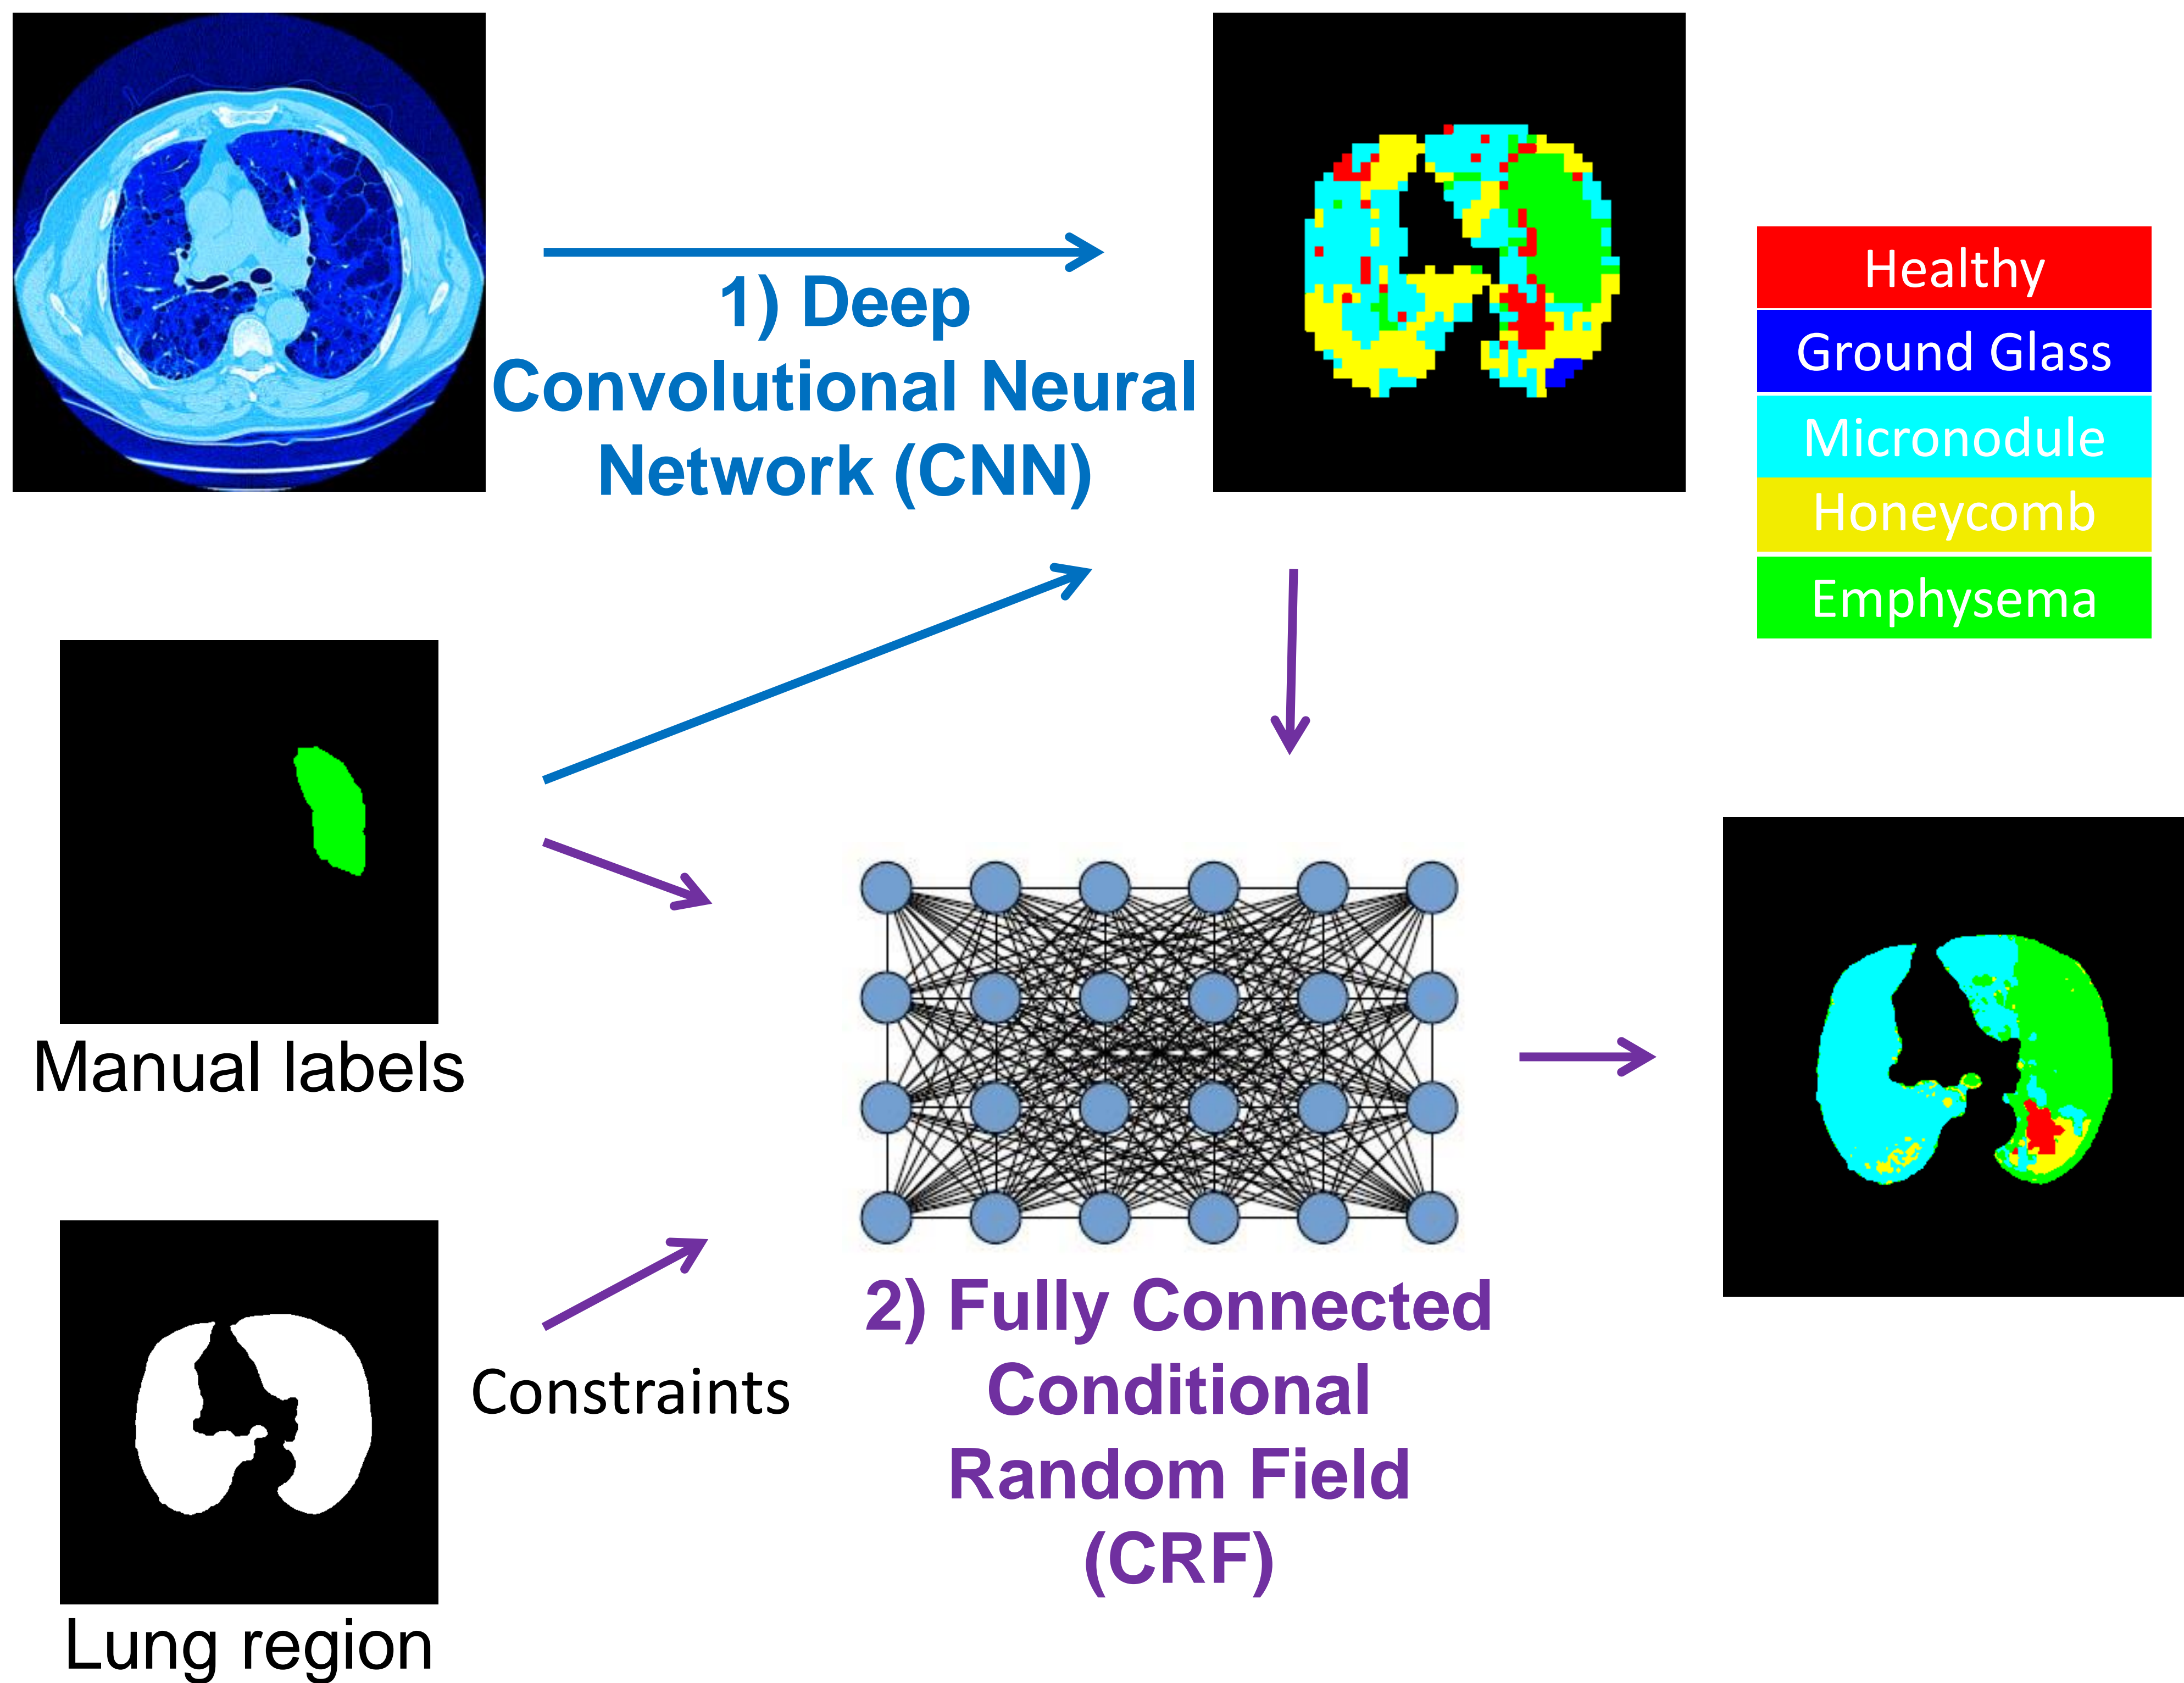 1) Deep
Convolutional Neural
Network (CNN)
Healthy
Ground Glass
Micronodule
Honeycomb
Emphysema
Manual labels
Constraints
2) Fully Connected
Conditional
Random Field
(CRF)
Lung region